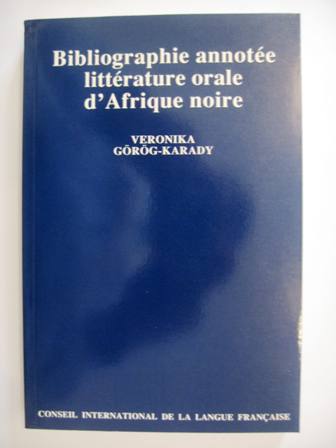 Bibliographie annotée
littérature orale
d'Afrique noire
VERONIKA
GÖRÖG-KARADY
CONSEIL INTERNATIONAL DE LA LANGUE FRANÇAISE